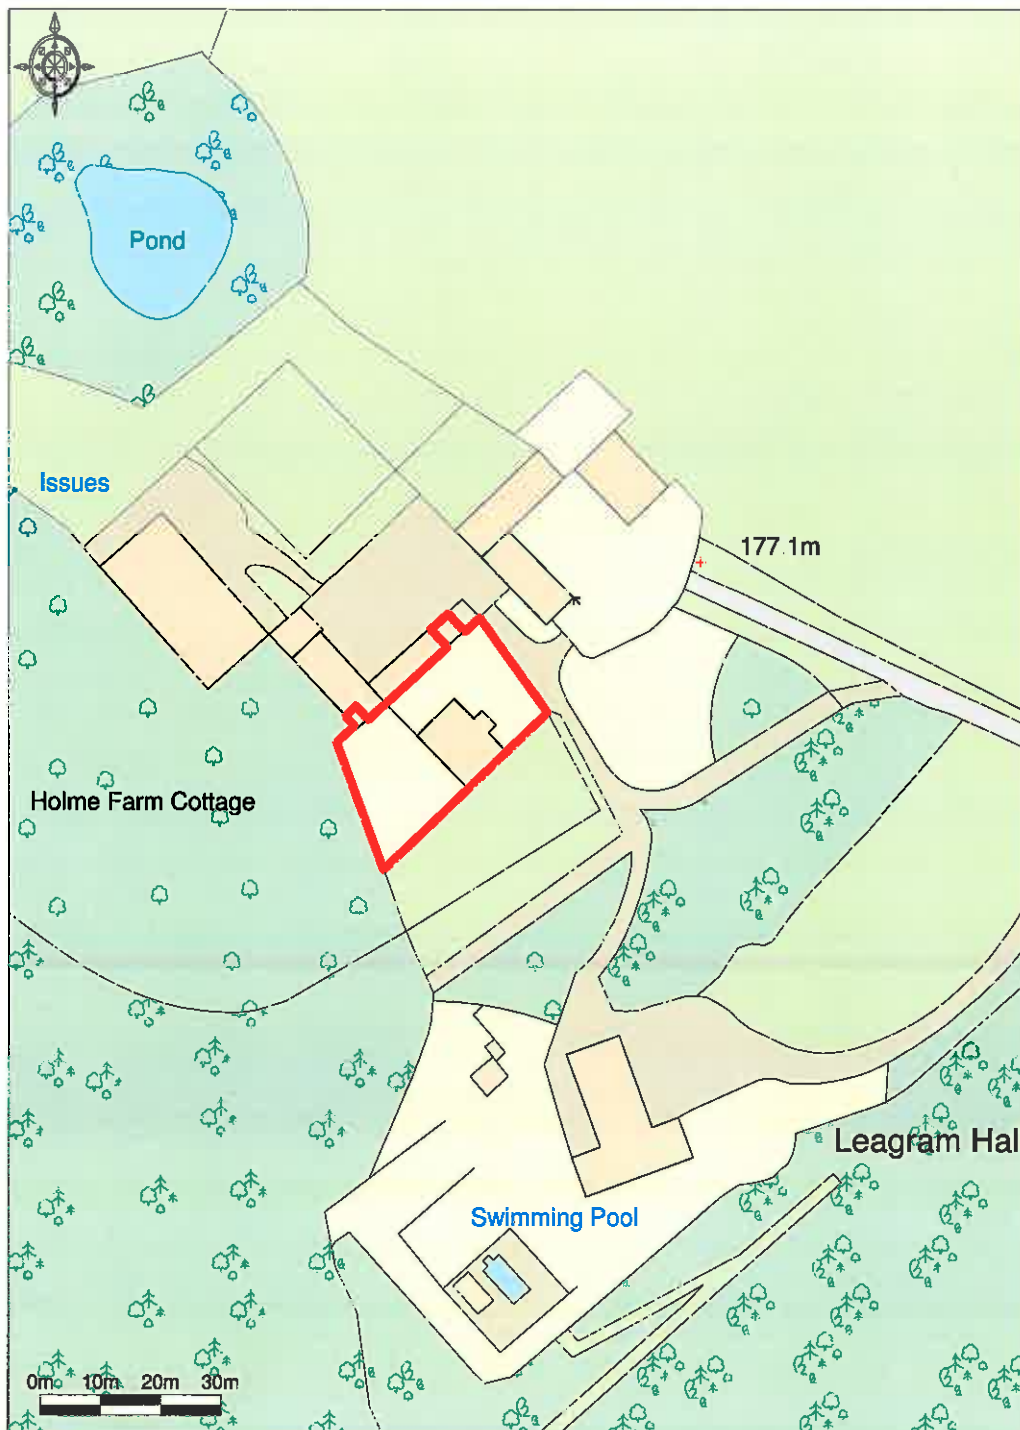 Pond
Issues
177.1m
Holme Farm Cottage
Leagram Hal
Swimming Pool
0m 10m 20m 30m